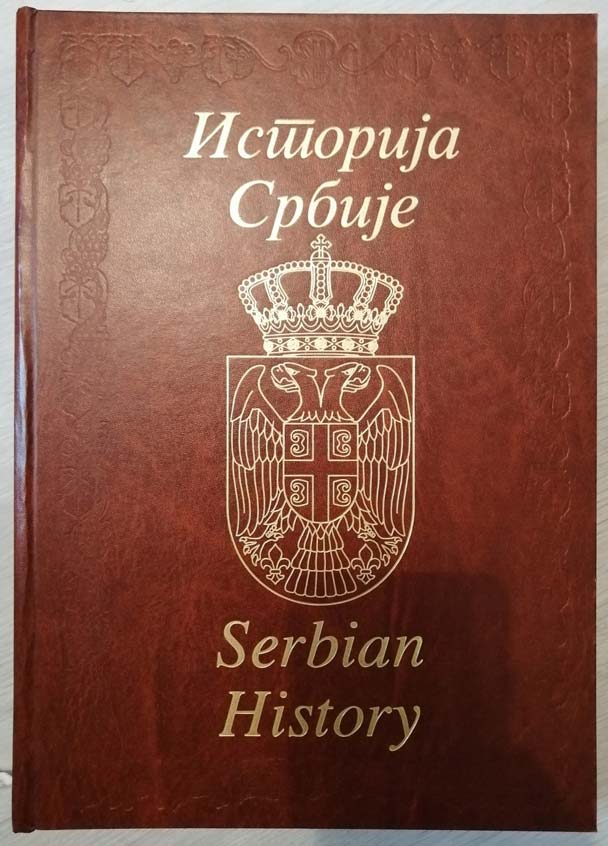 Историја
Србије
Serbian
History